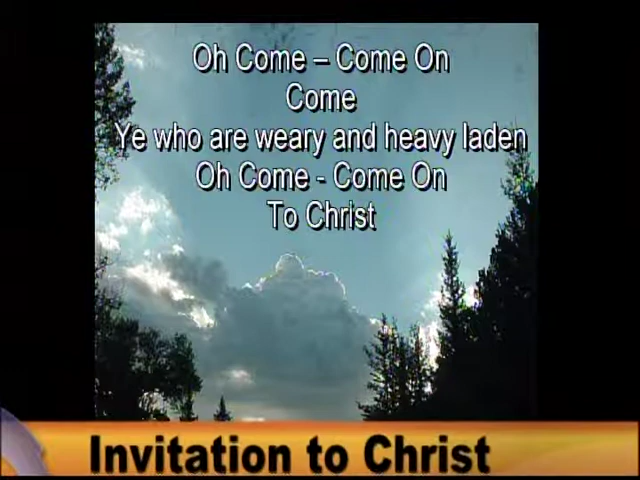 Oh Come – Come On
Come
Ye who are weary and heavy laden
Oh Come - Come On
To Christ
Invitation to Christ